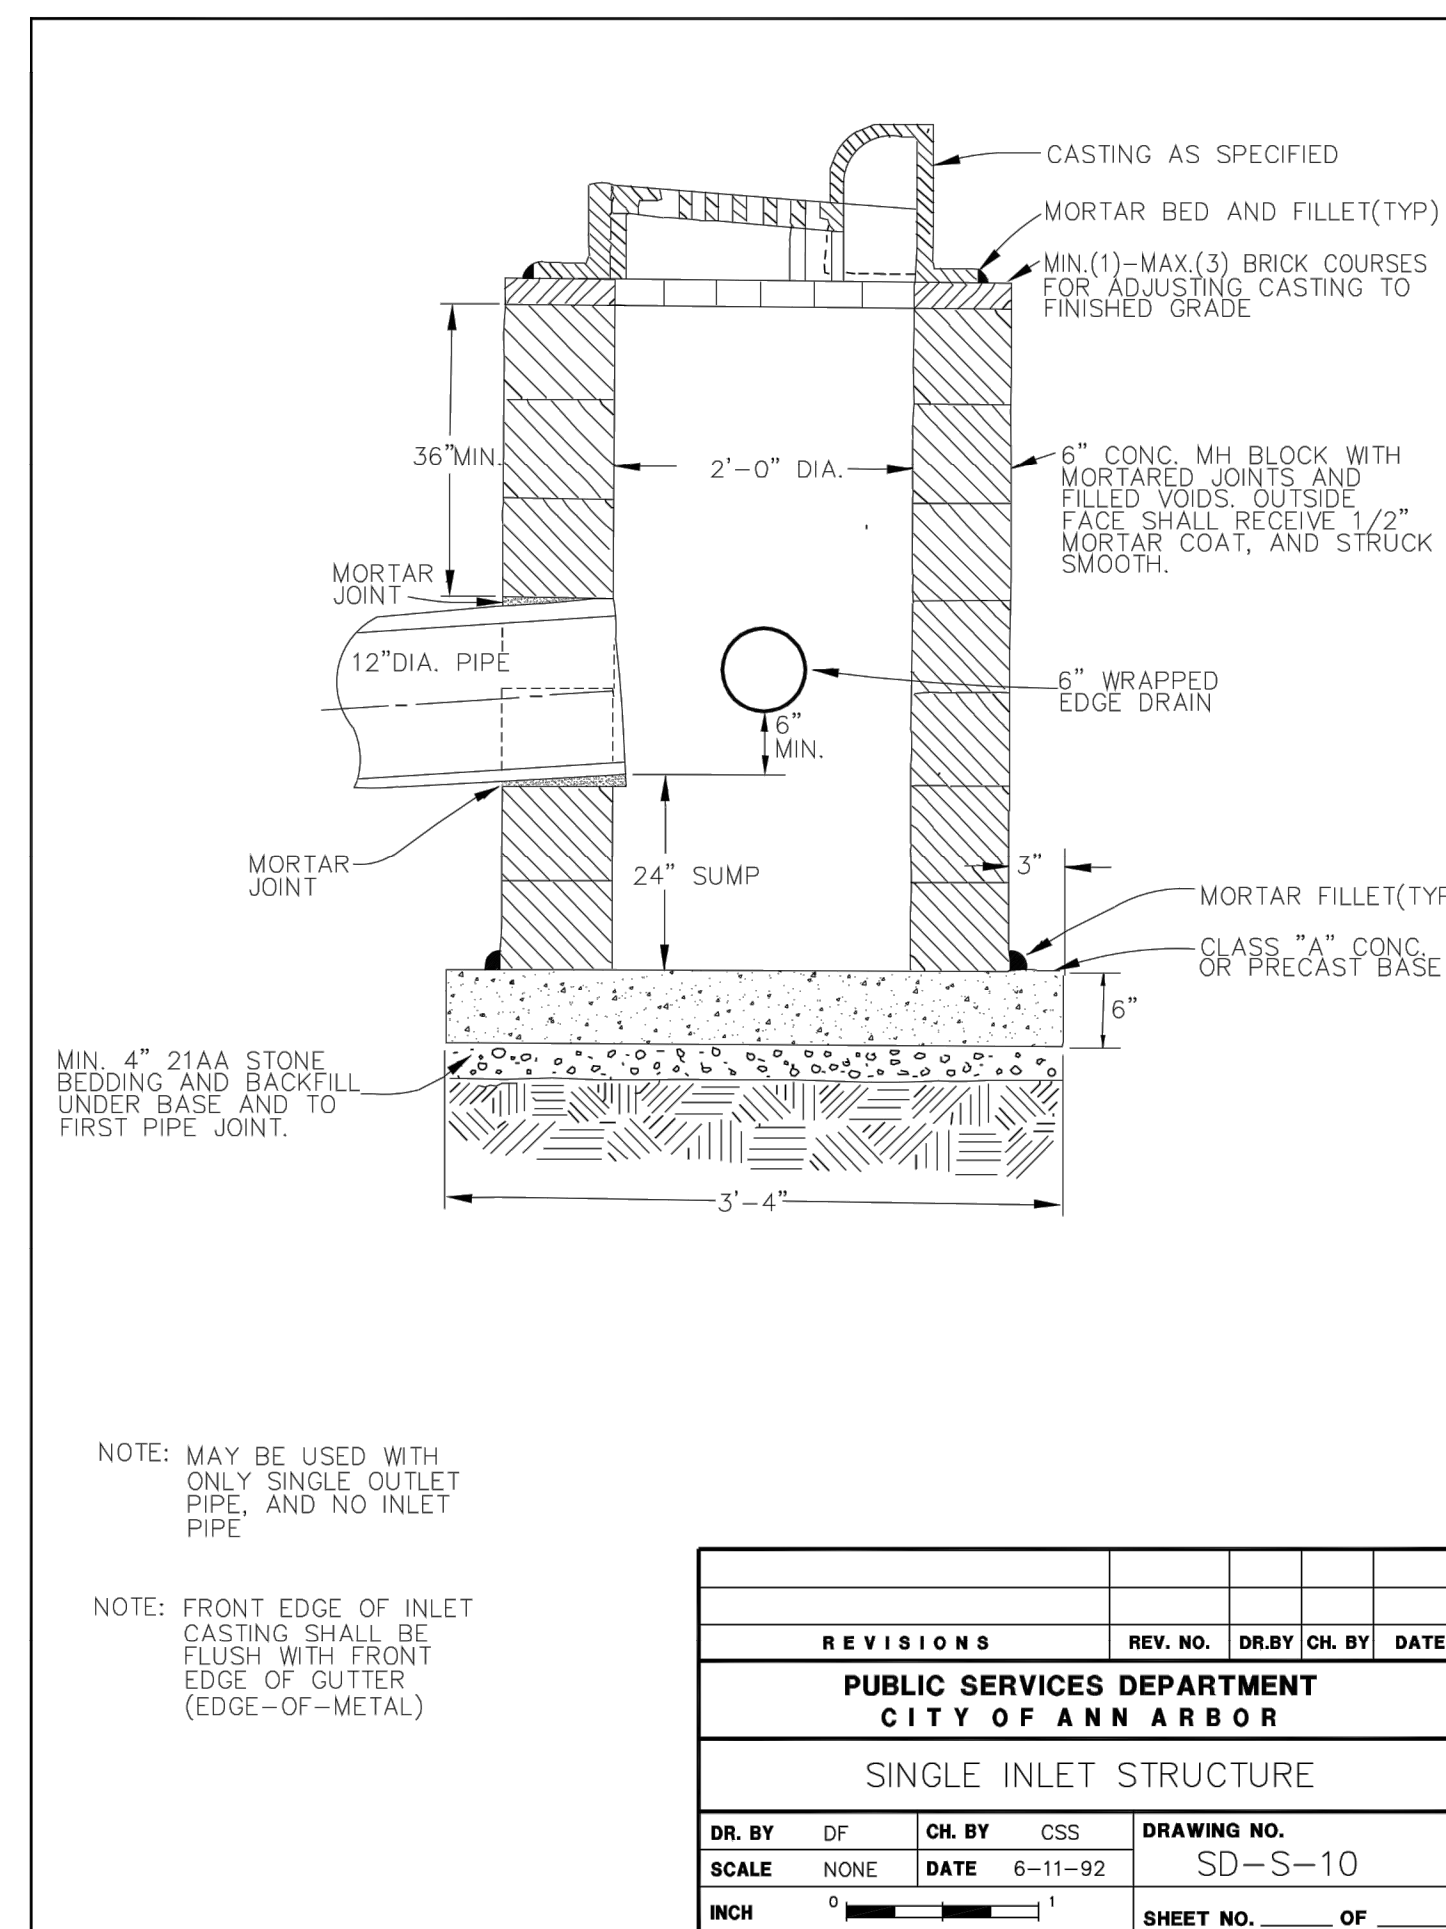 CASTING AS SPECIFIED
MORTAR BED AND FILLET(TYP)
MIN.(1)-MAX.(3) BRICK COURSES
FOR ADJUSTING CASTING TO
FINISHED GRADE
36"MIN.
2'-0" DIA.
6" CONC. MH BLOCK WITH
MORTARED JOINTS AND
FILLED VOIDS. OUTSIDE
FACE SHALL RECEIVE 1/2"
MORTAR COAT, AND STRUCK
SMOOTH.
MORTAR
JOINT
12"DIA. PIPE
6" WRAPPED
EDGE DRAIN
6"
MIN.
MORTAR
JOINT
24" SUMP
3"
MORTAR FILLET(TYP
CLASS "A" CONC.
OR PRECAST BASE
6"
MIN. 4" 21AA STONE
BEDDING AND BACKFILL
UNDER BASE AND TO
FIRST PIPE JOINT.
3'-4"
NOTE: MAY BE USED WITH
ONLY SINGLE OUTLET
PIPE, AND NO INLET
PIPE
NOTE: FRONT EDGE OF INLET
CASTING SHALL BE
FLUSH WITH FRONT
EDGE OF GUTTER
(EDGE-OF-METAL)
REVISIONS REV. NO. DR.BY CH. BY DATE
PUBLIC SERVICES DEPARTMENT
CITY OF ANN ARBOR
SINGLE INLET STRUCTURE
DR. BY DF CH. BY CSS DRAWING NO.
SCALE NONE DATE 6-11-92 SD-S-10
INCH 0 1 SHEET NO. ______ OF ______